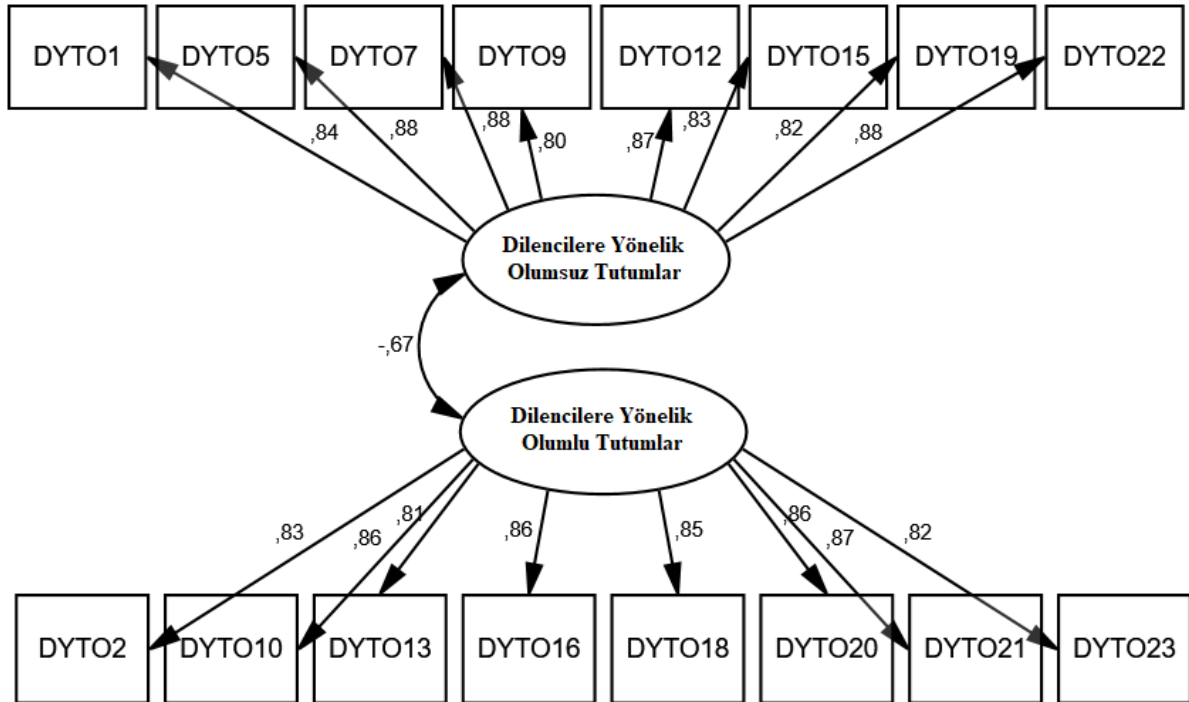 DYTO1 DYTO5 DYTO7 DYTO9 DYTO12 DYTO15 DYTO19 DYTO22
,84 ,88 ,88 ,80 ,87 ,83 ,82 ,88
Dilencilere Yönelik
Olumsuz Tutumlar
-,67
Dilencilere Yönelik
Olumlu Tutumlar
,83 ,86 ,81 ,86 ,85 ,86 ,87 ,82
DYTO2 DYTO10 DYTO13 DYTO16 DYTO18 DYTO20 DYTO21 DYTO23